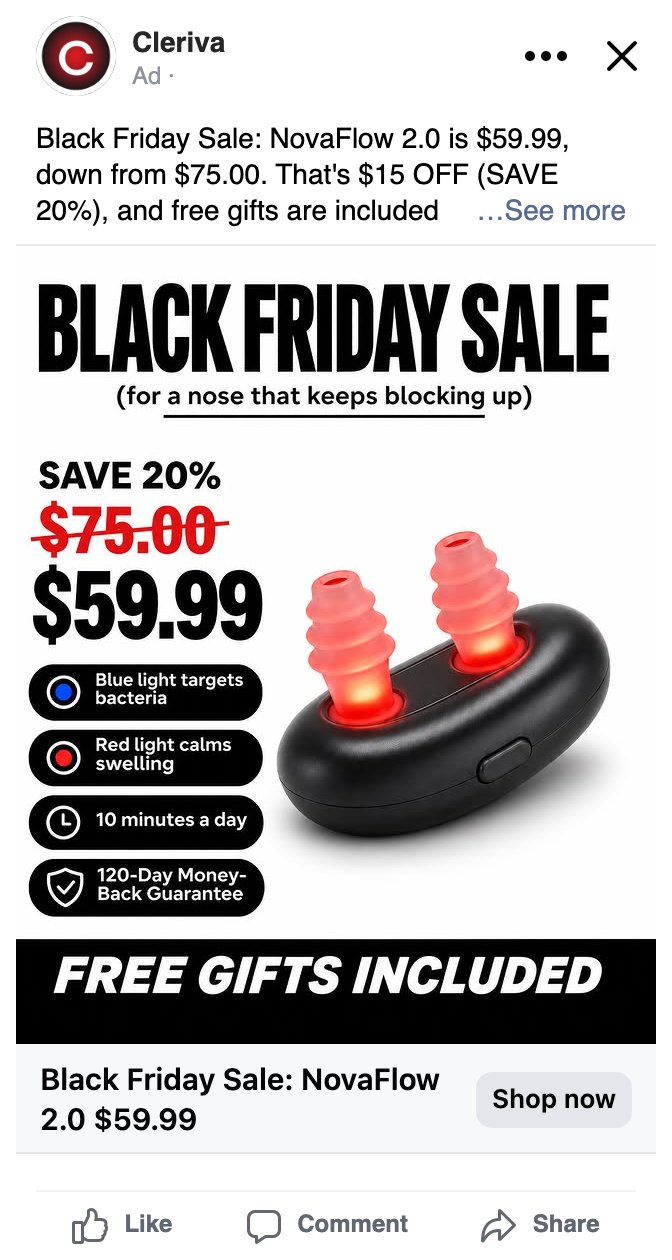 C
Cleriva
Ad ·
Black Friday Sale: NovaFlow 2.0 is $59.99,
down from $75.00. That's $15 OFF (SAVE
20%), and free gifts are included ...See more
BLACK FRIDAY SALE
(for a nose that keeps blocking up)
SAVE 20%
$75.00
$59.99
Blue light targets
bacteria
Red light calms
swelling
10 minutes a day
120-Day Money-
Back Guarantee
FREE GIFTS INCLUDED
Black Friday Sale: NovaFlow
2.0 $59.99
Shop now
Like Comment Share